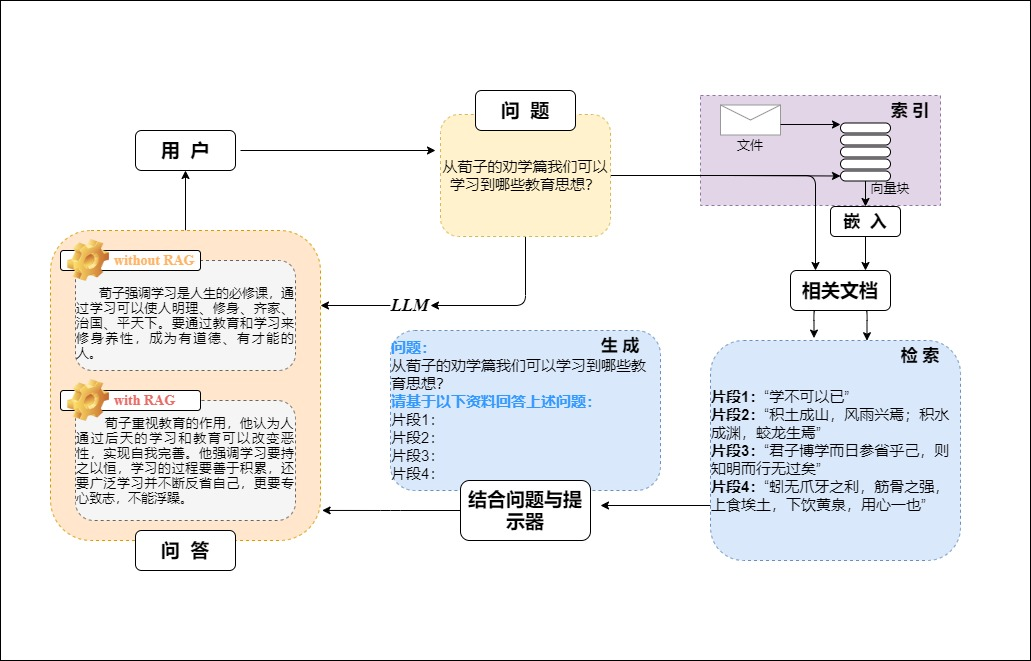 用 户
问 题
从荀子的劝学篇我们可以
学习到哪些教育思想？
索 引
文件
向量块
嵌 入
相关文档
检 索
片段1：“学不可以已”
片段2：“积土成山，风雨兴焉；积水
成渊，蛟龙生焉”
片段3：“君子博学而日参省乎己，则
知明而行无过矣”
片段4：“蚓无爪牙之利，筋骨之强，
上食埃土，下饮黄泉，用心一也”
LLM
生 成
问题：
从荀子的劝学篇我们可以学习到哪些教
育思想？
请基于以下资料回答上述问题：
片段1：
片段2：
片段3：
片段4：
结合问题与提
示器
without RAG
荀子强调学习是人生的必修课，通
过学习可以使人明理、修身、齐家、
治国、平天下。要通过教育和学习来
修身养性，成为有道德、有才能的
人。
with RAG
荀子重视教育的作用，他认为人
通过后天的学习和教育可以改变恶
性，实现自我完善。他强调学习要持
之以恒，学习的过程要善于积累，还
要广泛学习并不断反省自己，更要专
心致志，不能浮躁。
问 答